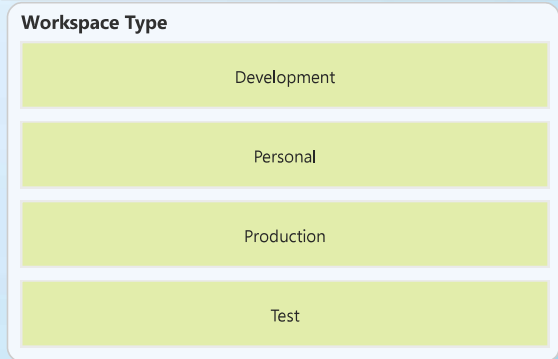 Workspace Type
Development
Personal
Production
Test